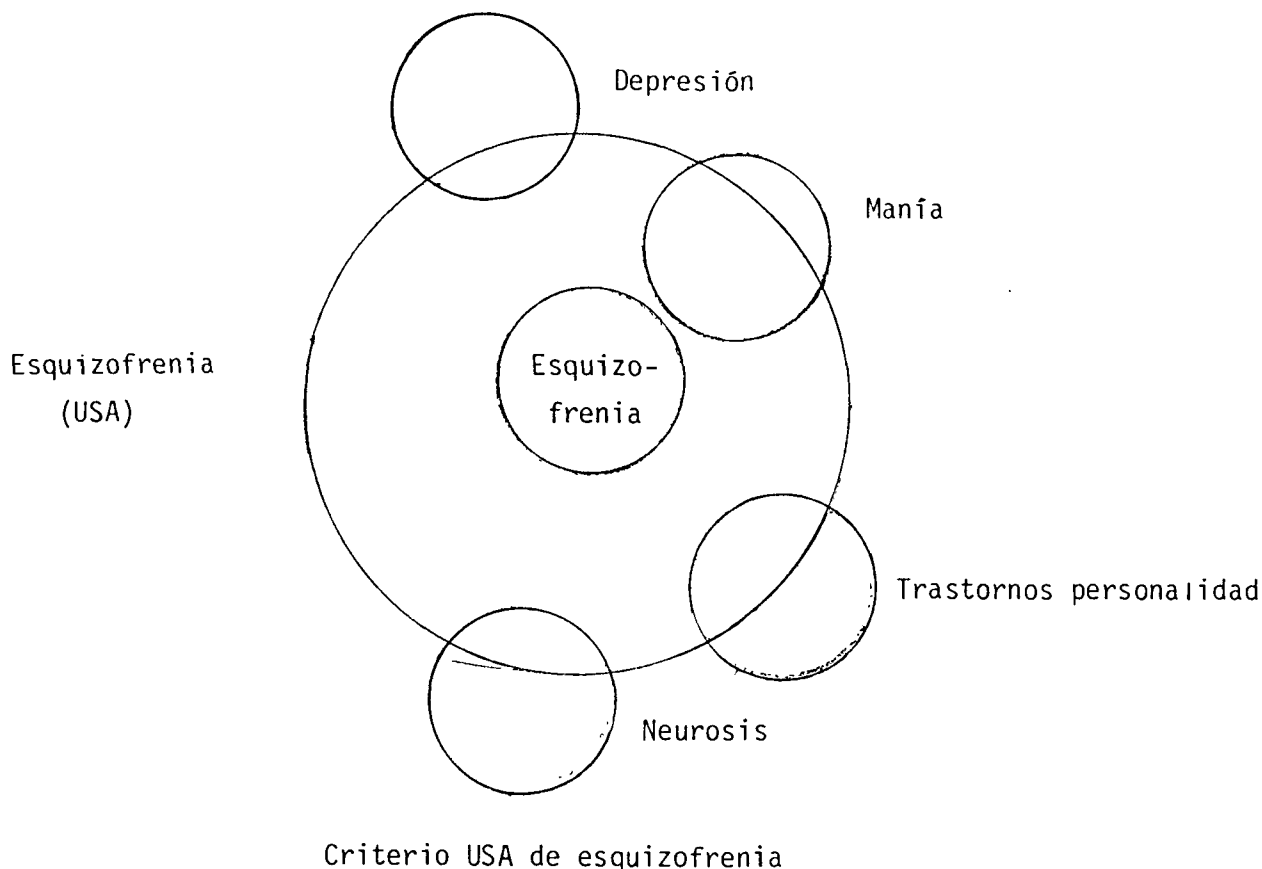 Depresión
Manía
Esquizofrenia
(USA)
Esquizo-
frenia
Trastornos personalidad
Neurosis
Criterio USA de esquizofrenia